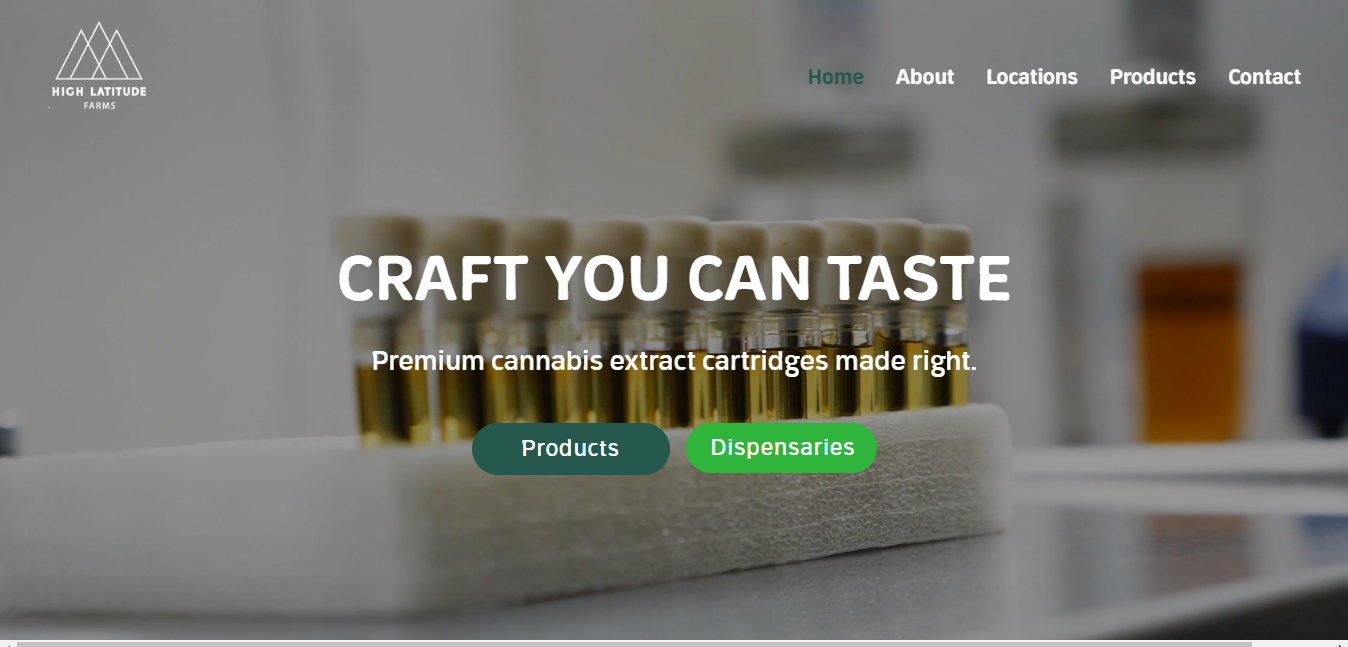 HIGH LATITUDE
FARMS
Home About Locations Products Contact
CRAFT YOU CAN TASTE
Premium cannabis extract cartridges made right.
Products Dispensaries